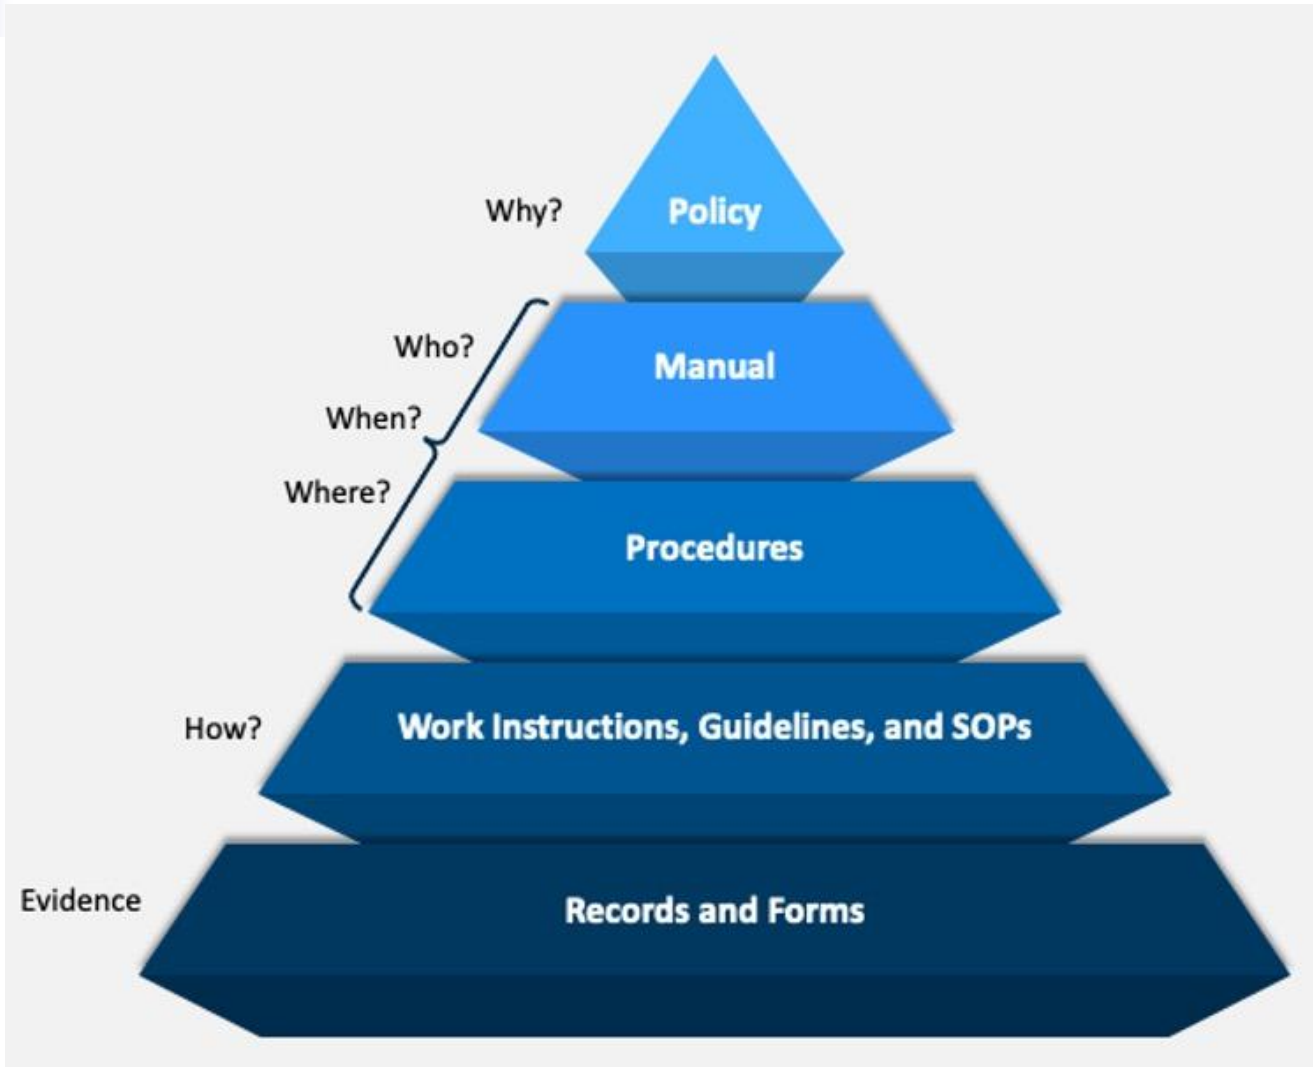 Why?
Policy
Who?
Manual
When?
Where?
Procedures
How?
Work Instructions, Guidelines, and SOPs
Evidence
Records and Forms